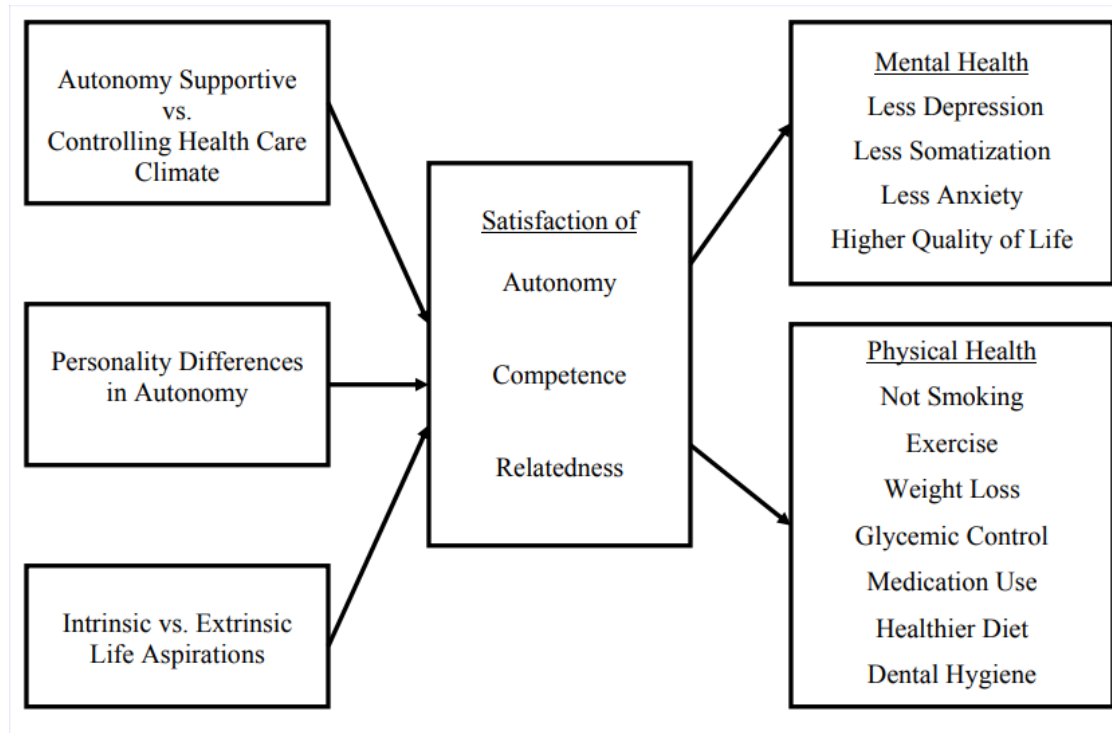 Autonomy Supportive
vs.
Controlling Health Care
Climate
Personality Differences
in Autonomy
Intrinsic vs. Extrinsic
Life Aspirations
Satisfaction of
Autonomy
Competence
Relatedness
Mental Health
Less Depression
Less Somatization
Less Anxiety
Higher Quality of Life
Physical Health
Not Smoking
Exercise
Weight Loss
Glycemic Control
Medication Use
Healthier Diet
Dental Hygiene